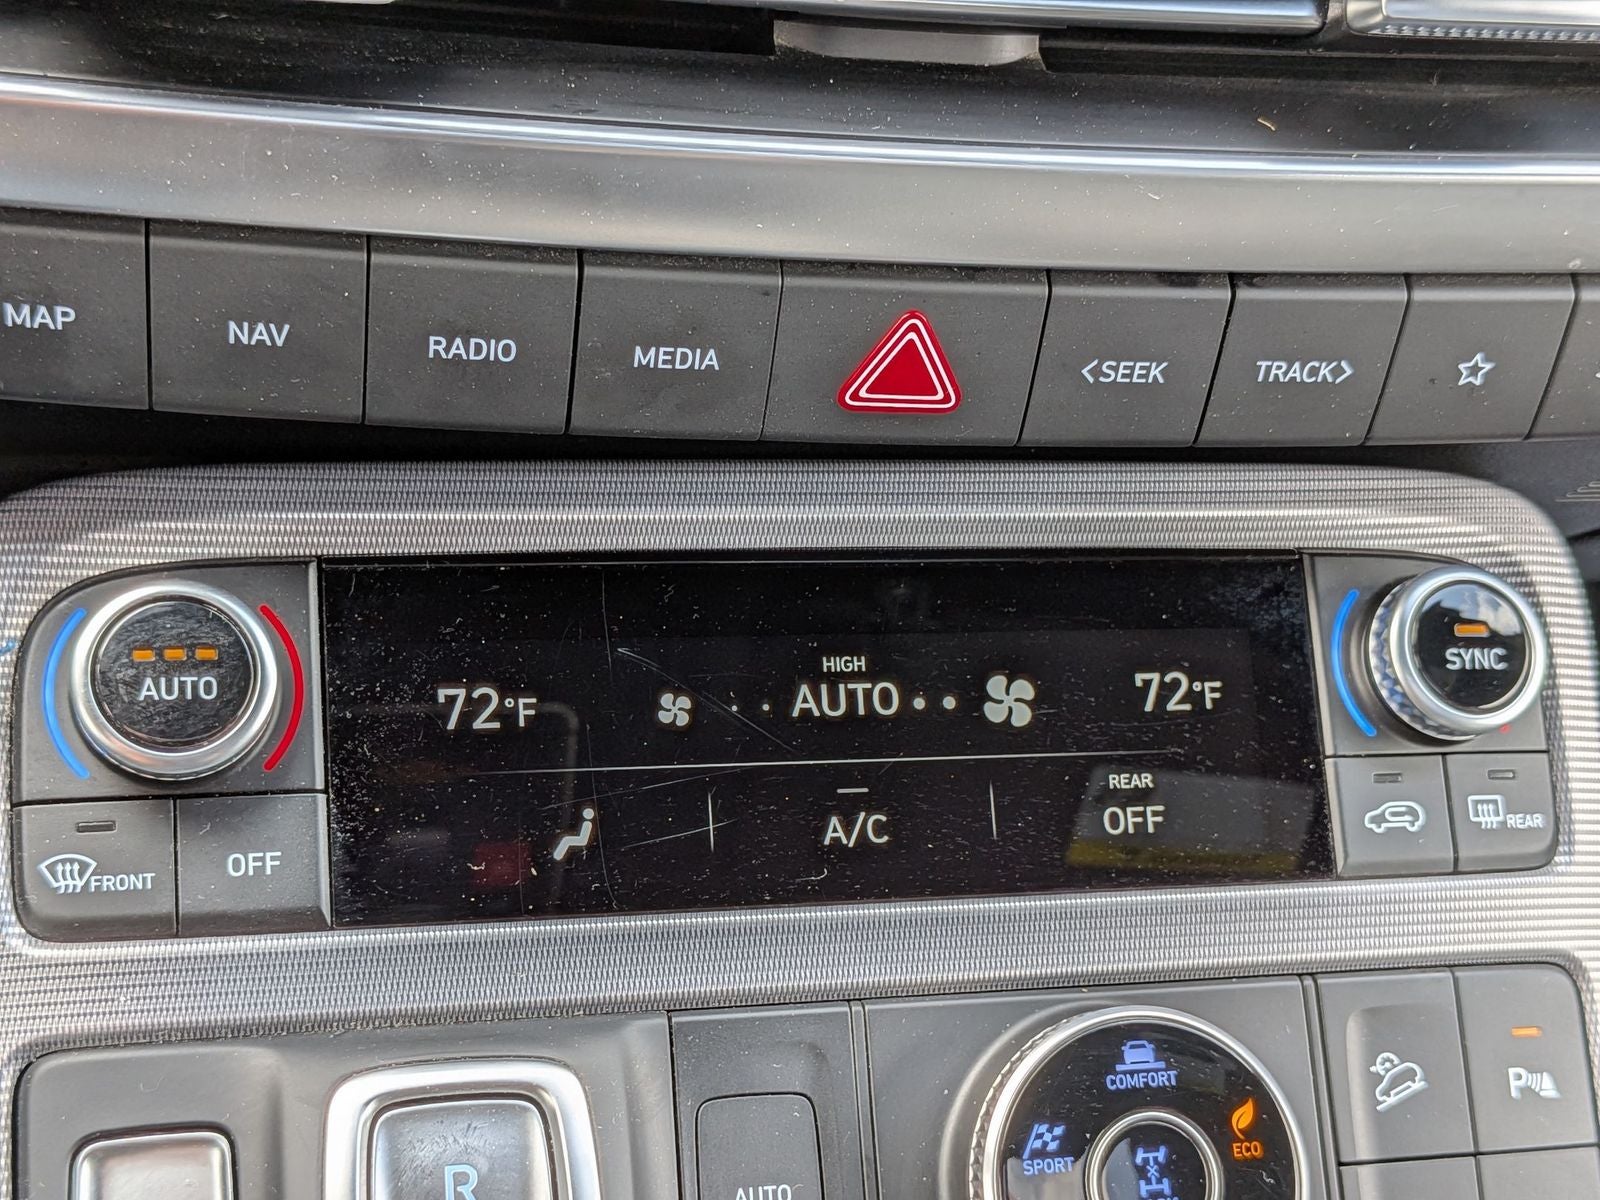 MAP
NAV
RADIO
MEDIA
<SEEK
TRACK>
AUTO
72°F
HIGH
AUTO
72°F
SYNC
FRONT
OFF
A/C
REAR
OFF
REAR
R
AUTO
COMFORT
SPORT
ECO
P